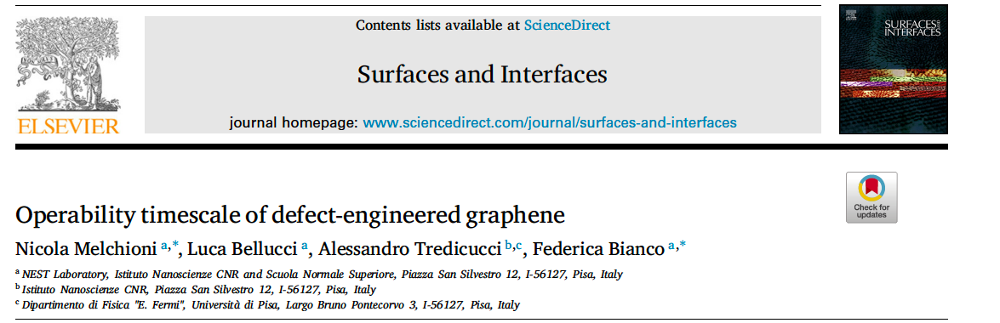 Contents lists available at ScienceDirect
Surfaces and Interfaces
journal homepage: www.sciencedirect.com/journal/surfaces-and-interfaces
ELSEVIER
SURFACES AND
INTERFACES
Check for
updates
Operability timescale of defect-engineered graphene
Nicola Melchioni a,*, Luca Bellucci a, Alessandro Tredicucci b,c, Federica Bianco a,*
a NEST Laboratory, Istituto Nanoscienze CNR and Scuola Normale Superiore, Piazza San Silvestro 12, I-56127, Pisa, Italy
b Istituto Nanoscienze CNR, Piazza San Silvestro 12, I-56127, Pisa, Italy
c Dipartimento di Fisica "E. Fermi", Università di Pisa, Largo Bruno Pontecorvo 3, I-56127, Pisa, Italy